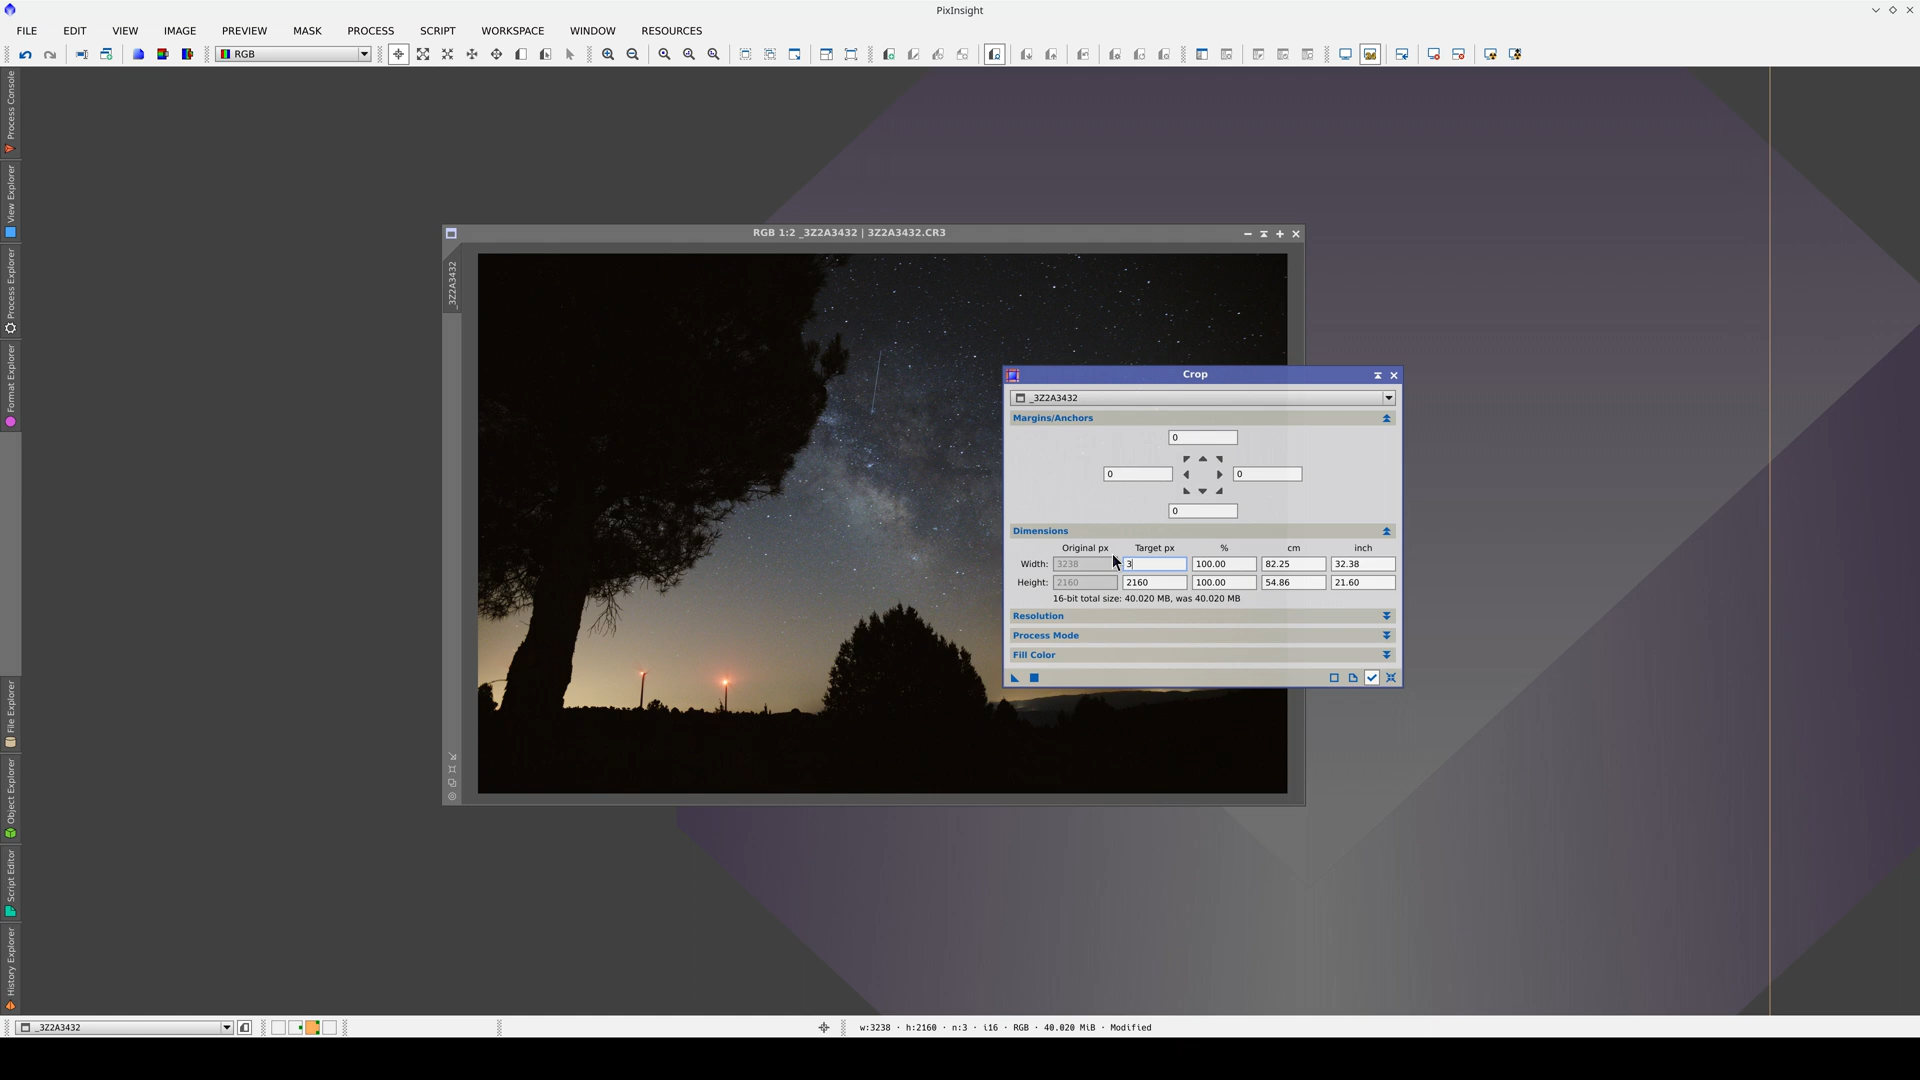 PixInsight
FILE EDIT VIEW IMAGE PREVIEW MASK PROCESS SCRIPT WORKSPACE WINDOW RESOURCES
RGB
Process Console
View Explorer
Process Explorer
Format Explorer
File Explorer
Object Explorer
Script Editor
History Explorer
RGB 1:2 _3Z2A3432 | 3Z2A3432.CR3
_3Z2A3432
Crop
_3Z2A3432
Margins/Anchors
0
0 0
0
Dimensions
Original px Target px % cm inch
Width: 3238 3 100.00 82.25 32.38
Height: 2160 2160 100.00 54.86 21.60
16-bit total size: 40.020 MB, was 40.020 MB
Resolution
Process Mode
Fill Color
_3Z2A3432
w:3238 · h:2160 · n:3 · i16 · RGB · 40.020 MiB · Modified